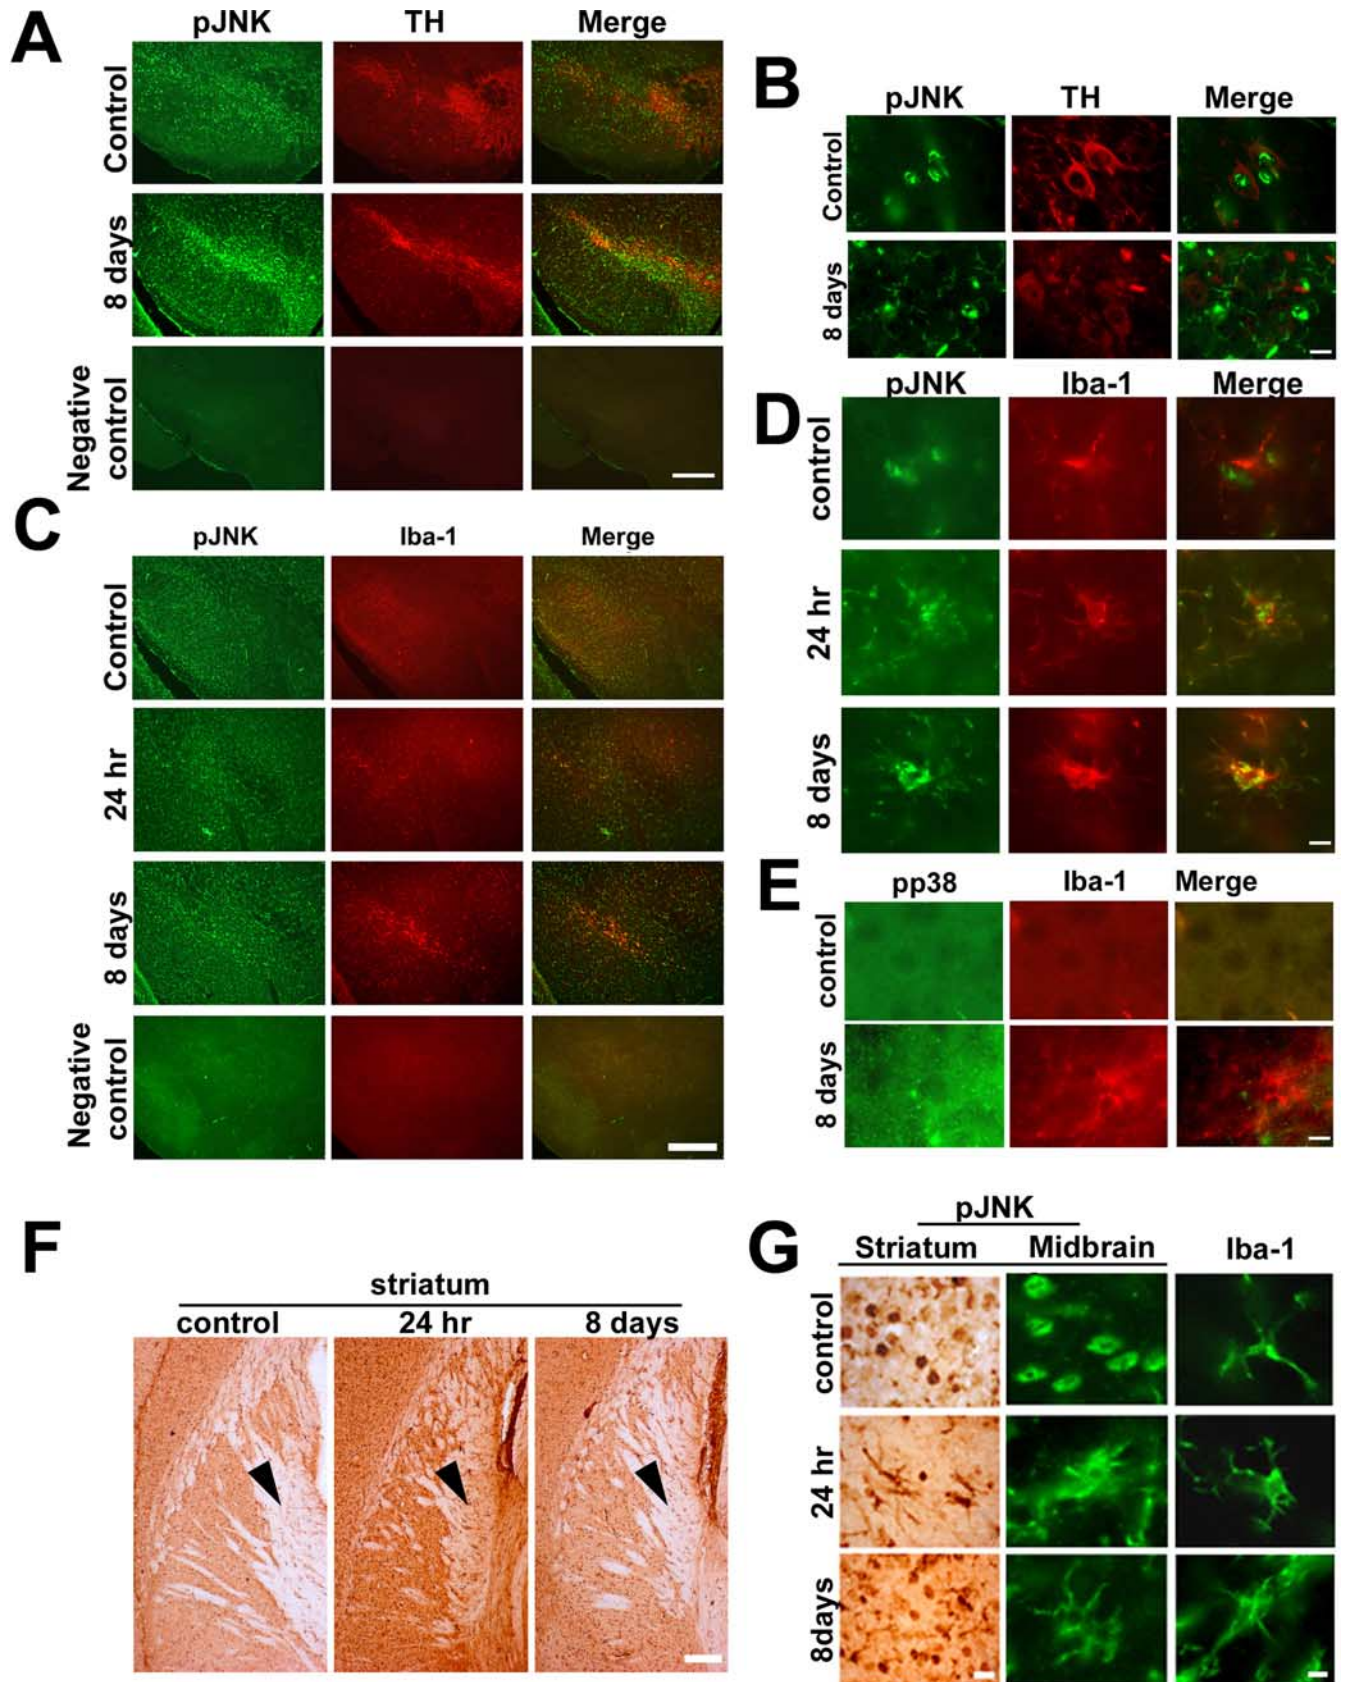 A
pJNK TH Merge
Control
8 days
Negative
control
B
pJNK TH Merge
Control
8 days
C
pJNK Iba-1 Merge
Control
24 hr
8 days
Negative
control
D
pJNK Iba-1 Merge
control
24 hr
8 days
E
pp38 Iba-1 Merge
control
8 days
F
striatum
control 24 hr 8 days
G
pJNK
Striatum Midbrain Iba-1
control
24 hr
8days